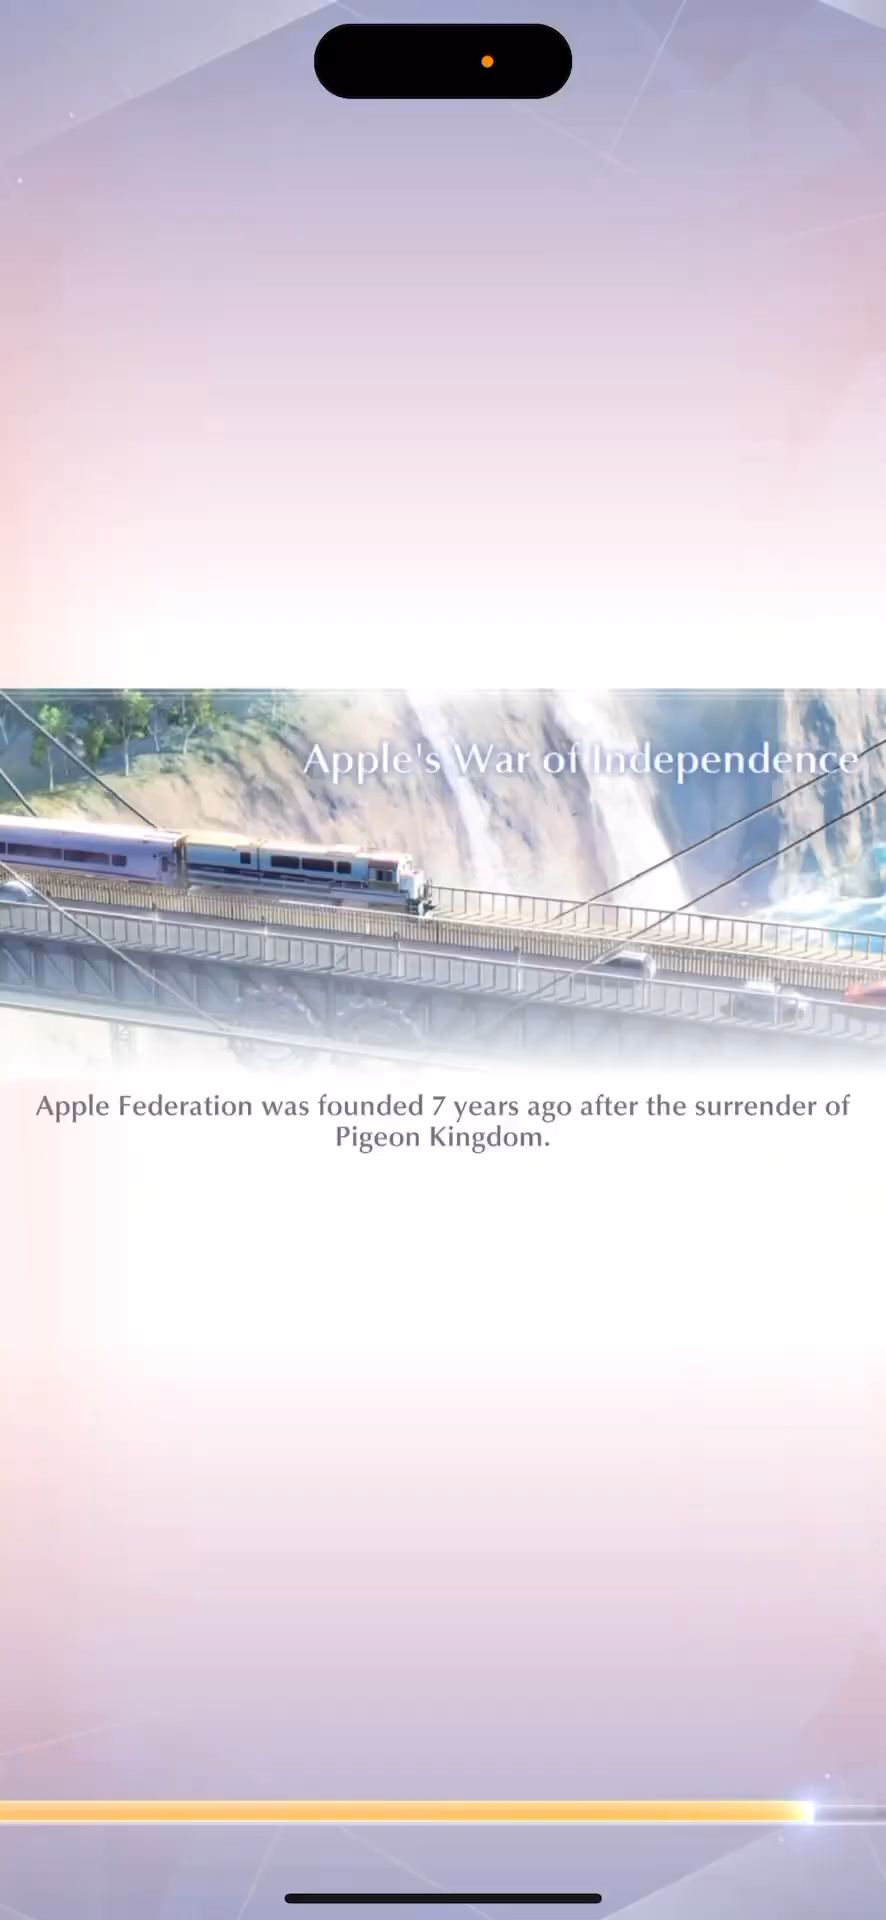 Apple's War of Independence
Apple Federation was founded 7 years ago after the surrender of
Pigeon Kingdom.